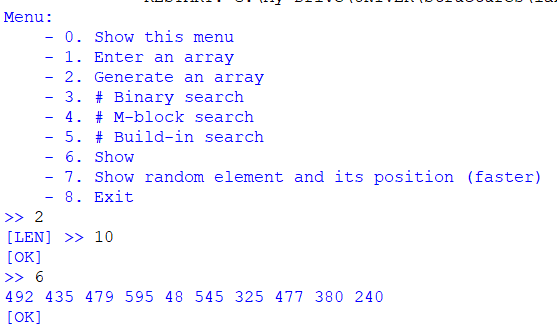 Menu:
- 0. Show this menu
- 1. Enter an array
- 2. Generate an array
- 3. # Binary search
- 4. # M-block search
- 5. # Build-in search
- 6. Show
- 7. Show random element and its position (faster)
- 8. Exit
>> 2
[LEN] >> 10
[OK]
>> 6
492 435 479 595 48 545 325 477 380 240
[OK]